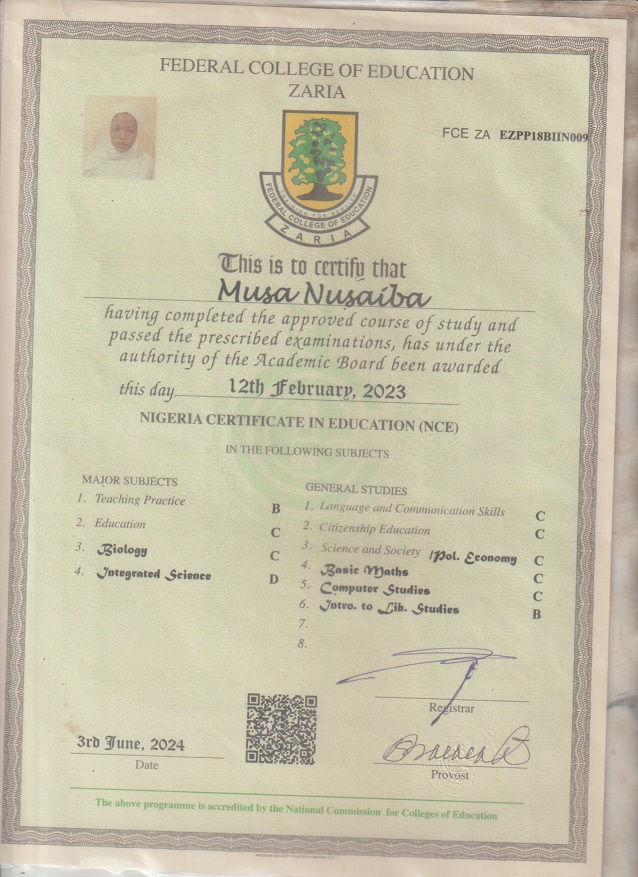 FEDERAL COLLEGE OF EDUCATION
ZARIA
FCE ZA EZPP18BIIN009
TRAINING FOR SERVICE
FEDERAL COLLEGE OF EDUCATION
ZARIA
This is to certify that
Musa Nusaiba
having completed the approved course of study and
passed the prescribed examinations, has under the
authority of the Academic Board been awarded
this day 12th February, 2023
NIGERIA CERTIFICATE IN EDUCATION (NCE)
IN THE FOLLOWING SUBJECTS
MAJOR SUBJECTS
1. Teaching Practice B
2. Education C
3. Biology C
4. Integrated Science D
GENERAL STUDIES
1. Language and Communication Skills C
2. Citizenship Education C
3. Science and Society /Pol. Economy C
4. Basic Maths C
5. Computer Studies C
6. Intro. to Lib. Studies B
7.
8.
Registrar
3rd June, 2024
Date
Provost
The above programme is accredited by the National Commission for Colleges of Education